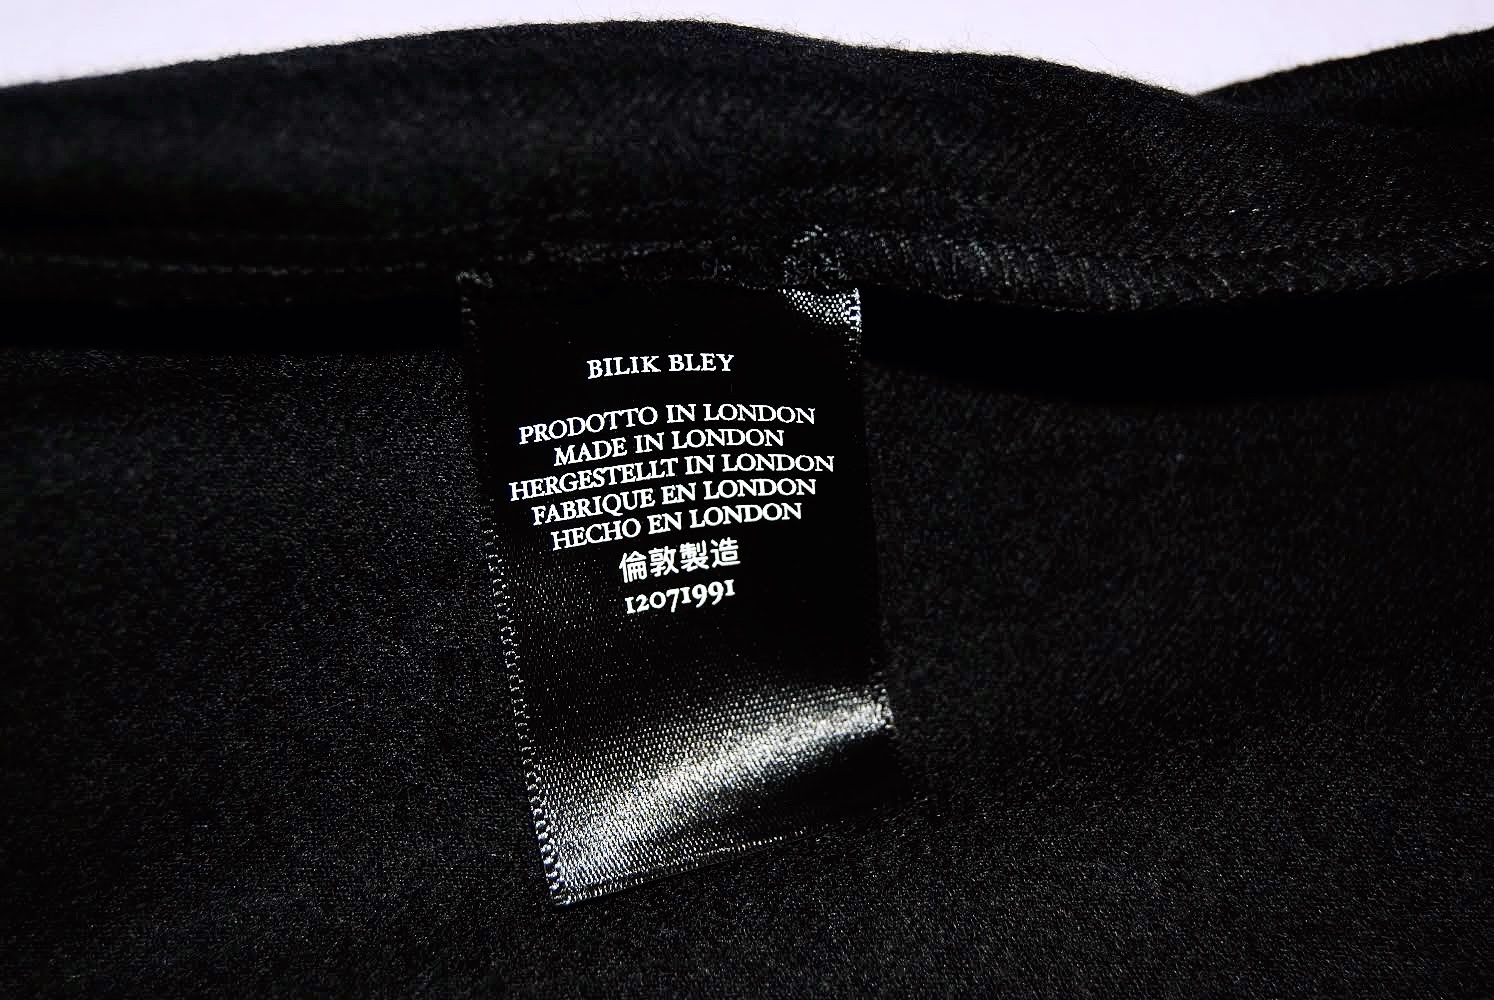 BILIK BLEY
PRODOTTO IN LONDON
MADE IN LONDON
HERGESTELLT IN LONDON
FABRIQUE EN LONDON
HECHO EN LONDON
倫敦製造
12071991